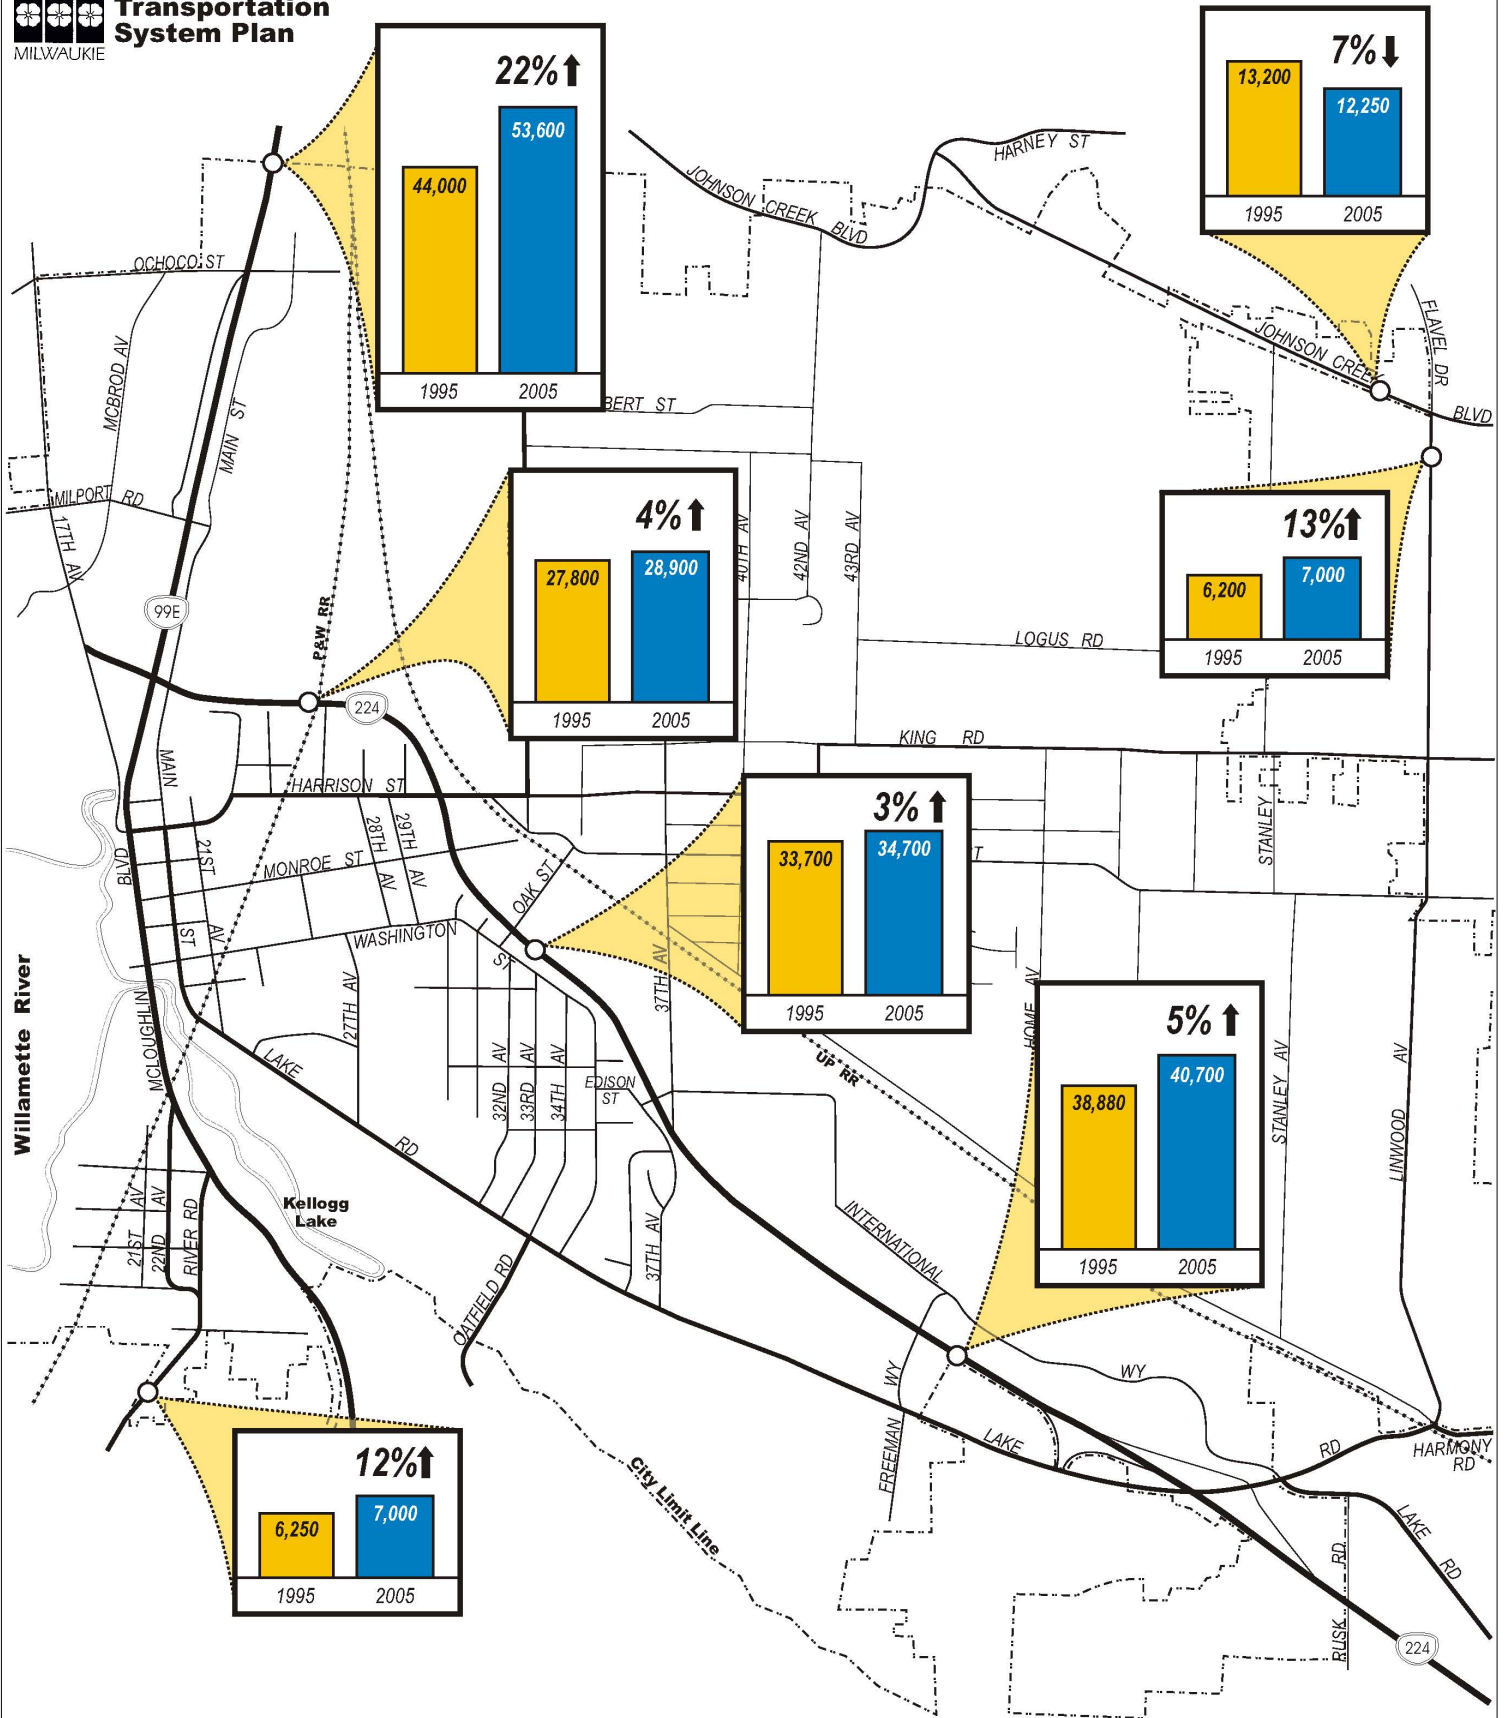 Transportation
System Plan
MILWAUKIE
22%
53,600
44,000
1995 2005
7%
13,200
12,250
1995 2005
HARNEY ST
JOHNSON CREEK BLVD
OCHOCO ST
MCBROD AV
MAIN ST
FLAVEL DR
JOHNSON CREEK
BLVD
BERT ST
MILPORT RD
17TH AV
4%
27,800
28,900
1995 2005
40TH AV
42ND AV
43RD AV
13%
6,200
7,000
1995 2005
99E
P&W RR
LOGUS RD
224
KING RD
MAIN
HARRISON ST
3%
33,700
34,700
1995 2005
28TH AV
29TH AV
21ST
MONROE ST
BLVD
OAK ST
ST
STANLEY
ST
AV
WASHINGTON
ST
37TH AV
27TH AV
HOME AV
Willamette River
MCLOUGHLIN
LAKE
32ND AV
33RD AV
34TH AV
EDISON
ST
UP RR
5%
38,880
40,700
1995 2005
STANLEY AV
LINWOOD AV
RD
Kellogg
Lake
21ST AV
22ND AV
RIVER RD
37TH AV
INTERNATIONAL
OATFIELD RD
WY
WY
FREEMAN
LAKE
RD
HARMONY
RD
12%
6,250
7,000
1995 2005
City Limit Line
LAKE RD
RUSK RD
224